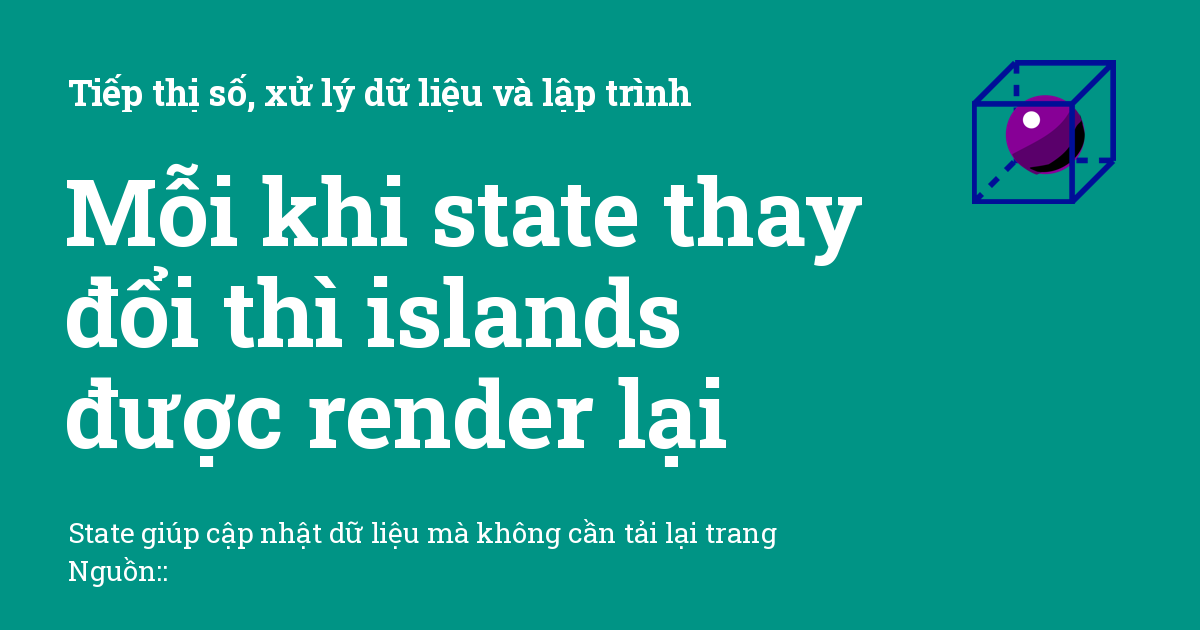 Tiếp thị số, xử lý dữ liệu và lập trình
Mỗi khi state thay
đổi thì islands
được render lại
State giúp cập nhật dữ liệu mà không cần tải lại trang
Nguồn::